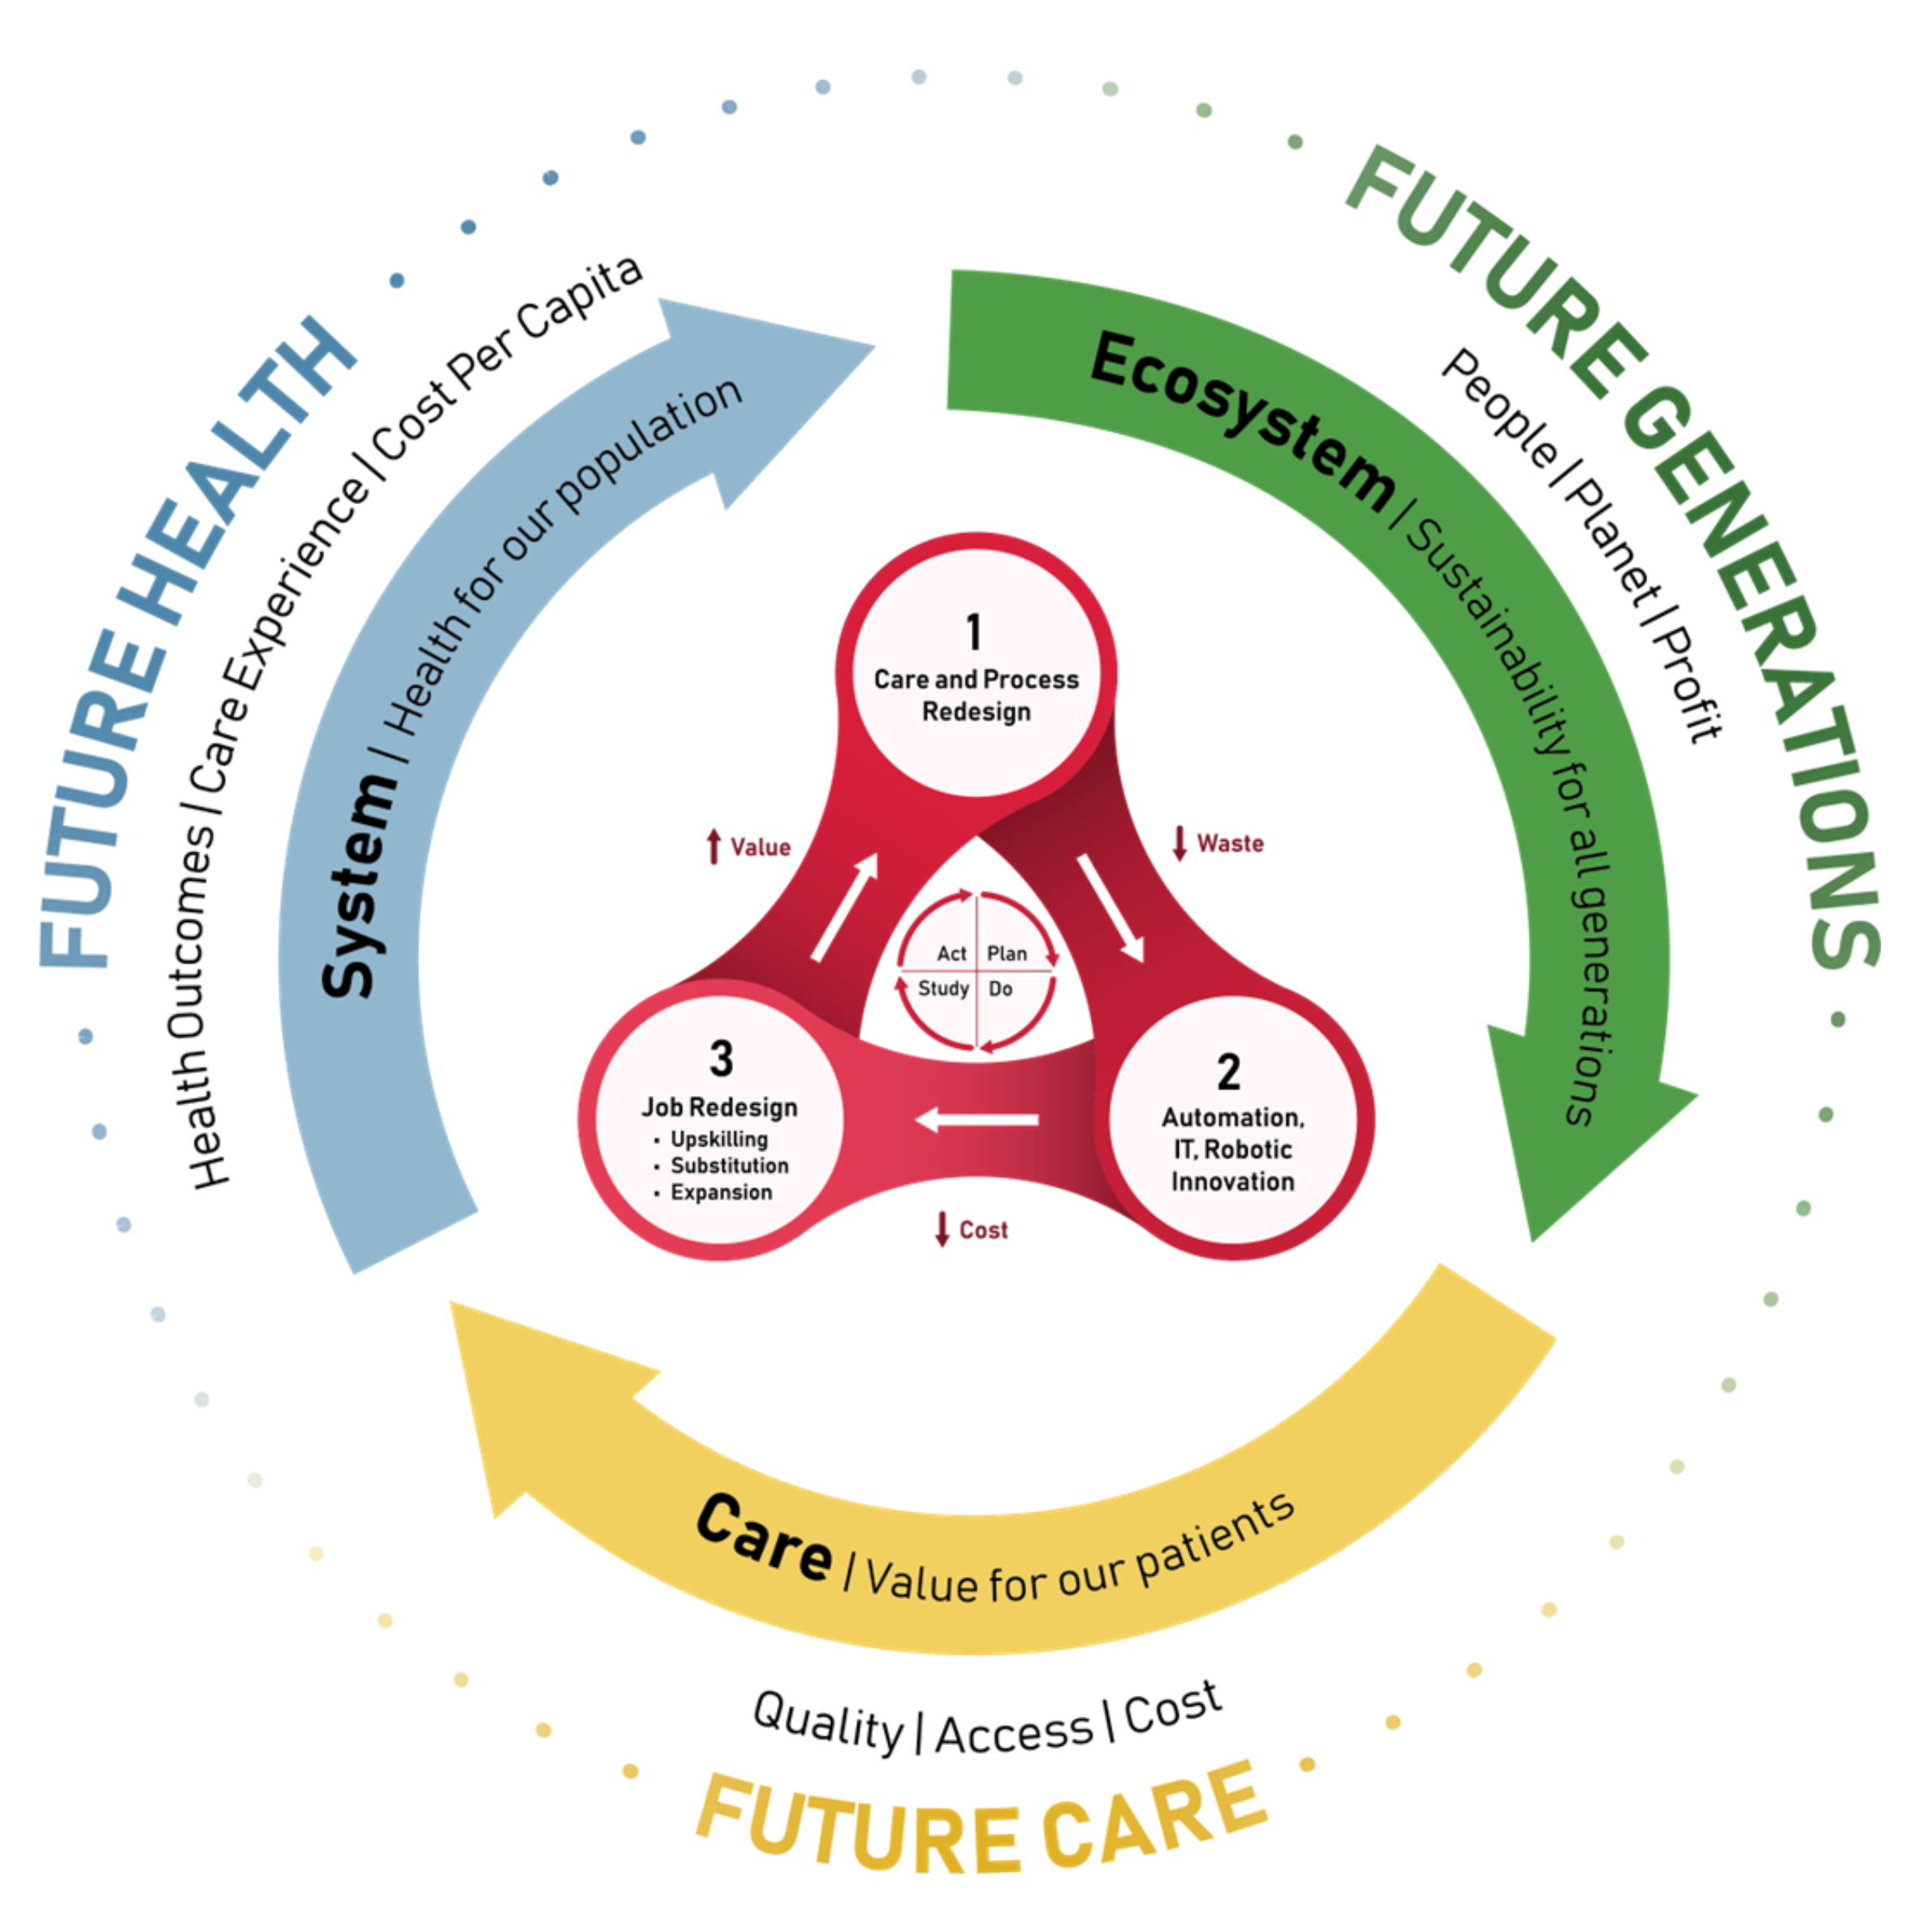 FUTURE HEALTH
Health Outcomes | Care Experience | Cost Per Capita
System | Health for our population
FUTURE GENERATIONS
People | Planet | Profit
Ecosystem | Sustainability for all generations
1
Care and Process
Redesign
Value
Waste
Act
Plan
Study
Do
3
Job Redesign
· Upskilling
· Substitution
· Expansion
2
Automation,
IT, Robotic
Innovation
Cost
Care | Value for our patients
Quality | Access | Cost
FUTURE CARE